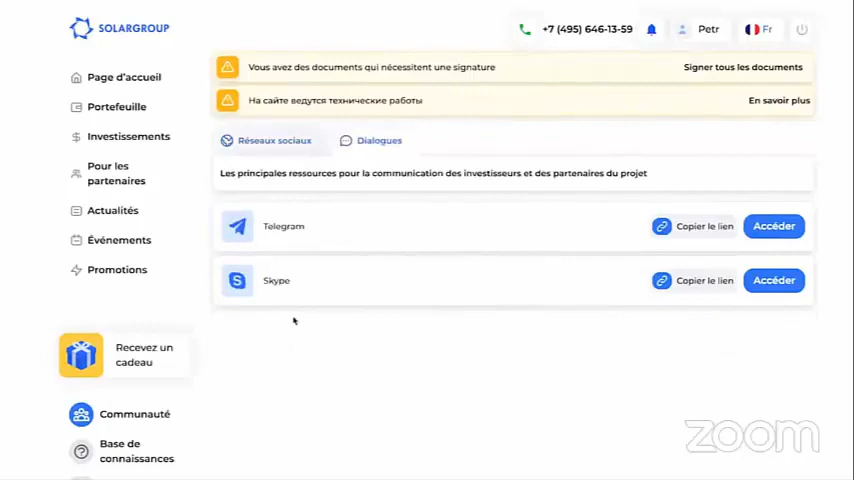 SOLARGROUP
+7 (495) 646-13-59
Petr
Fr
Page d'accueil
Portefeuille
Investissements
Pour les
partenaires
Actualités
Événements
Promotions
Recevez un
cadeau
Communauté
Base de
connaissances
Vous avez des documents qui nécessitent une signature
Signer tous les documents
На сайте ведутся технические работы
En savoir plus
Réseaux sociaux
Dialogues
Les principales ressources pour la communication des investisseurs et des partenaires du projet
Telegram
Copier le lien
Accéder
Skype
Copier le lien
Accéder
zoom